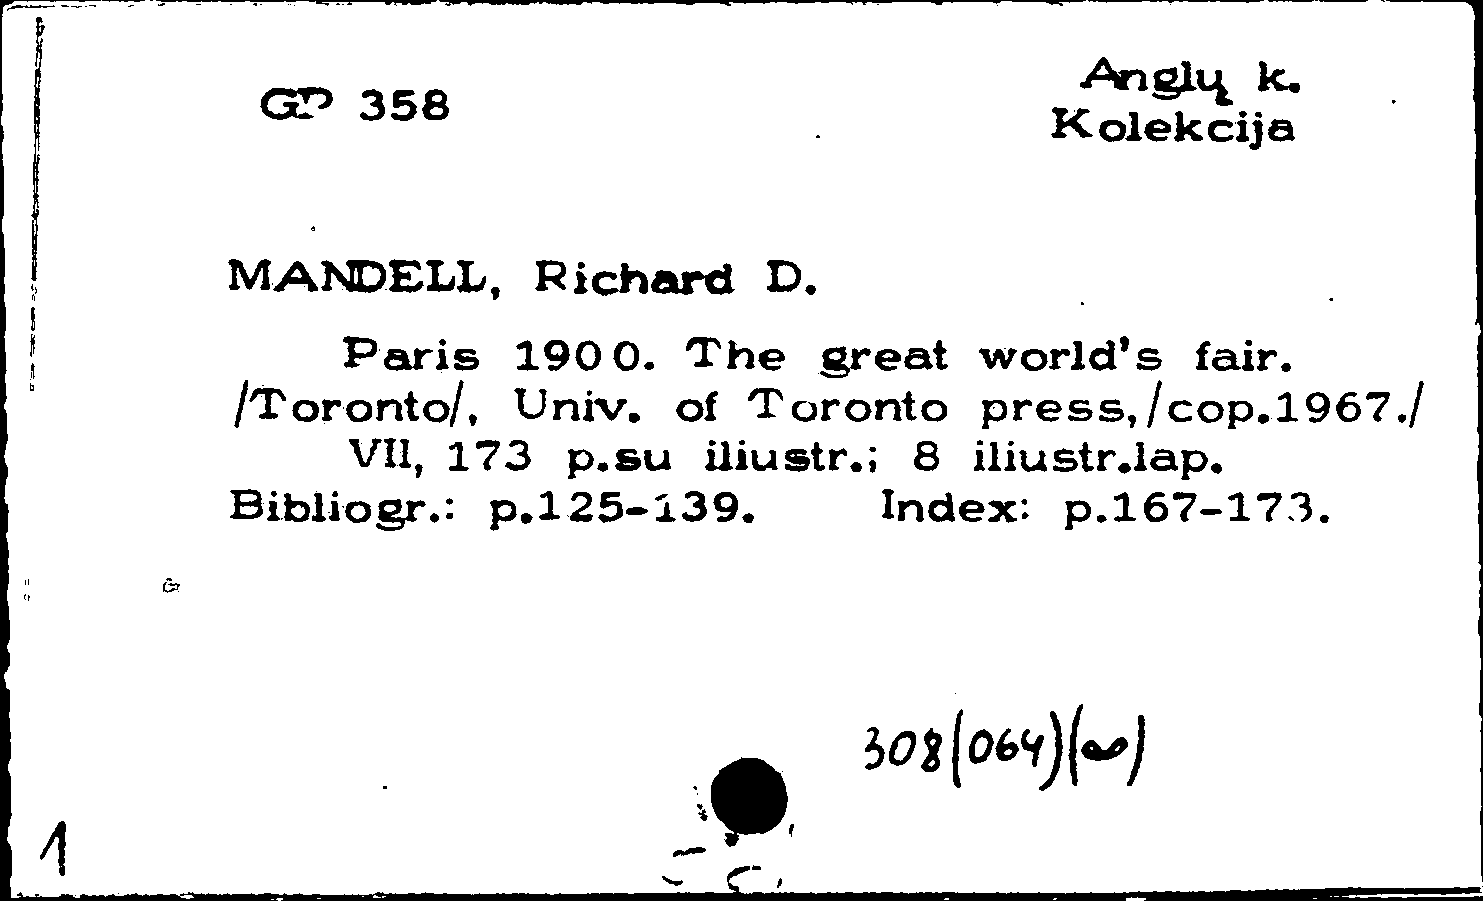 GP 358
Anglų k.
Kolekcija
MANDELL, Richard D.
Paris 1900. The great world's fair.
/Toronto/, Univ. of Toronto press,/cop.1967./
VII, 173 p.su iliustr.; 8 iliustr.lap.
Bibliogr.: p.125-139. Index: p.167-173.
G
308(064)(∞)
1